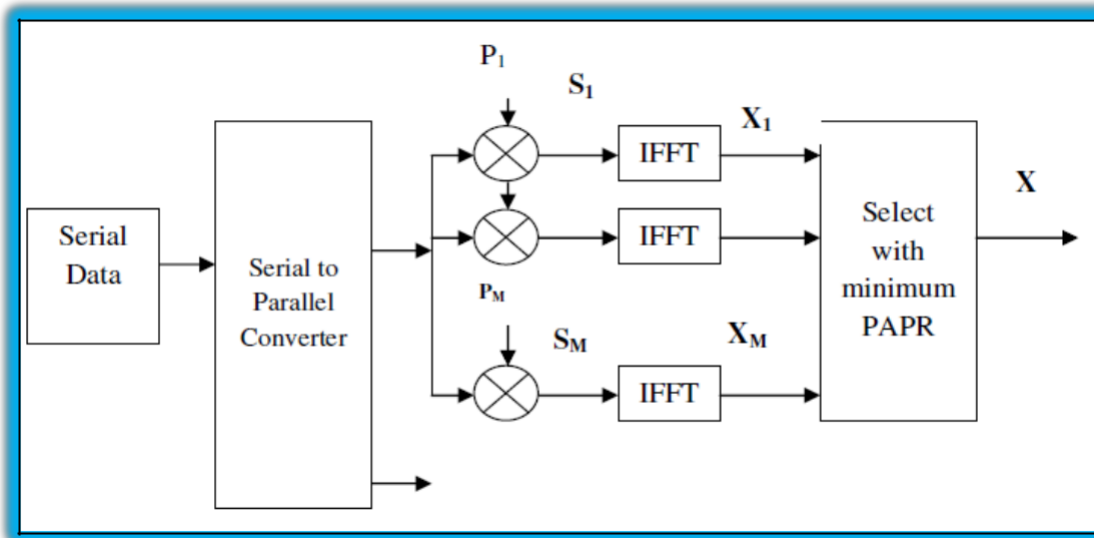 P1
S1
X1
IFFT
Serial
Data
Serial to
Parallel
Converter
IFFT
PM
SM
XM
IFFT
Select
with
minimum
PAPR
X